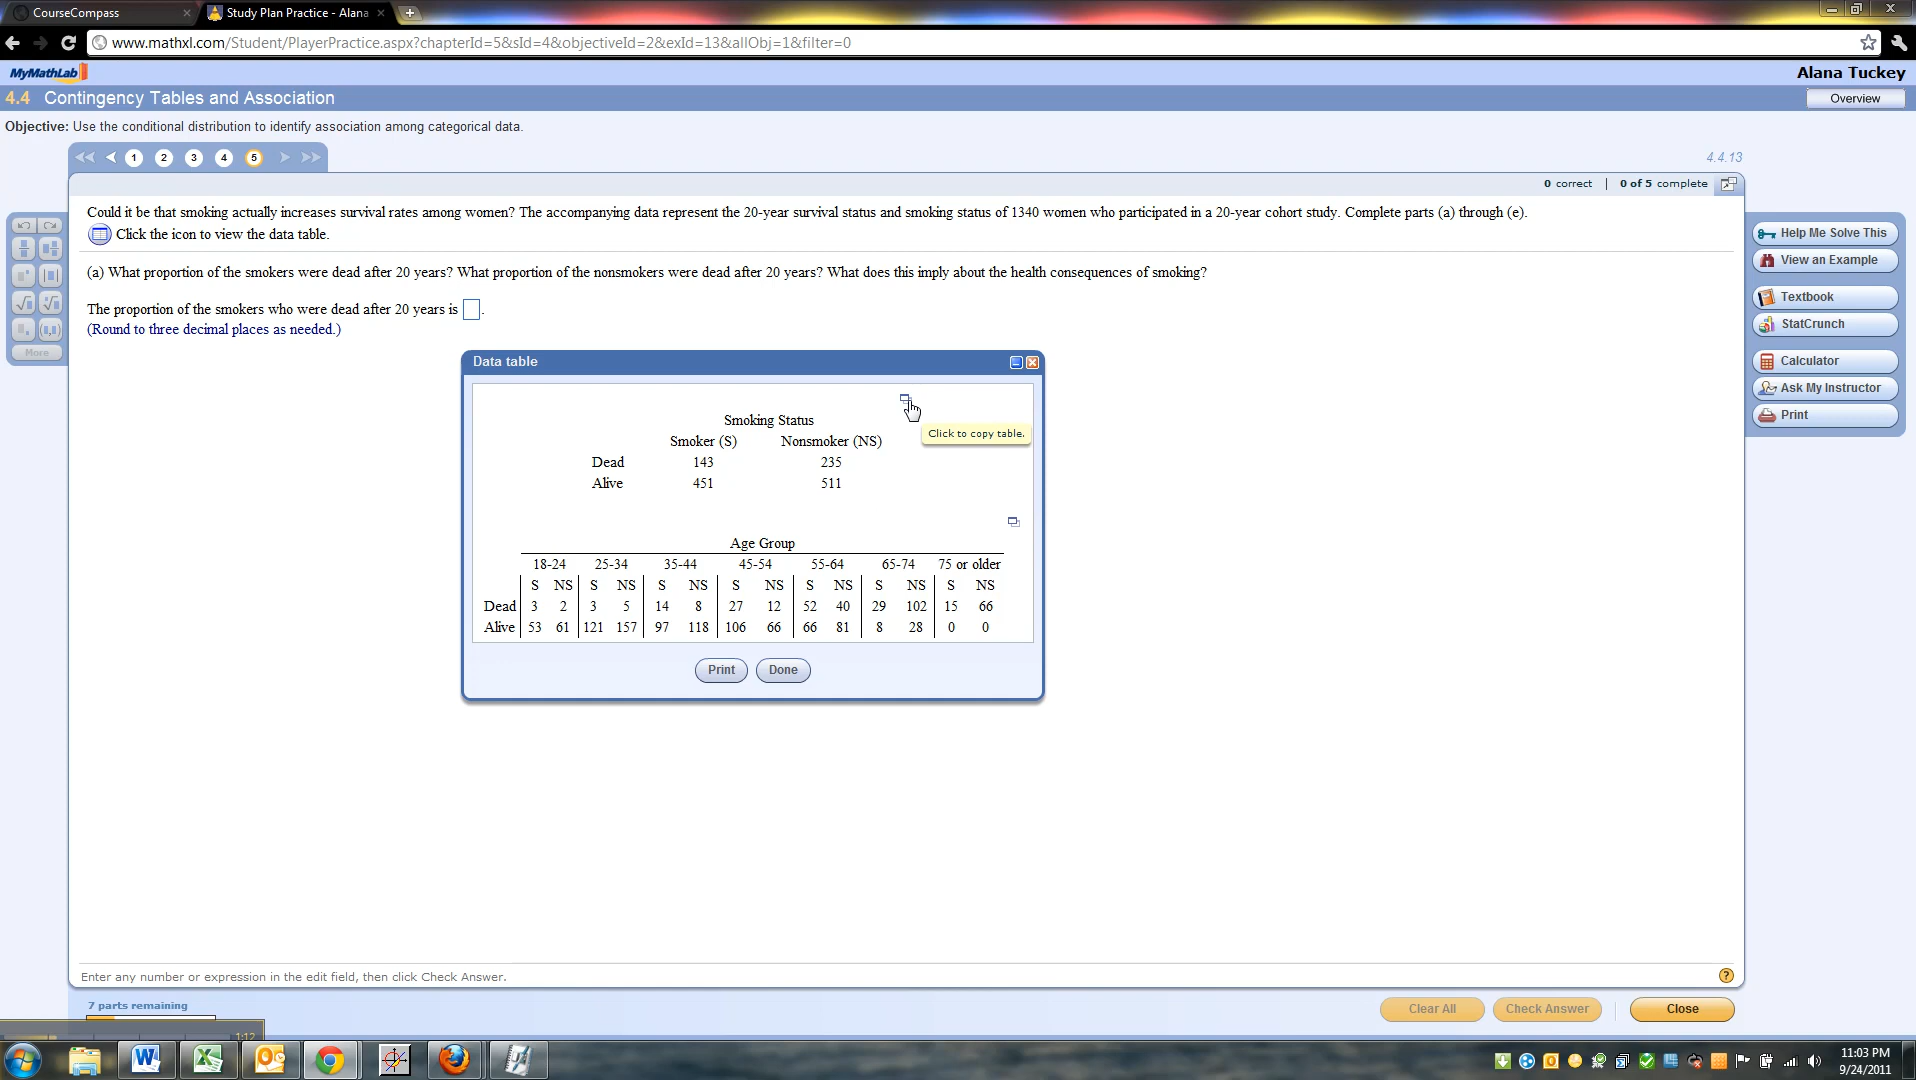 CourseCompass
Study Plan Practice - Alana
www.mathxl.com/Student/PlayerPractice.aspx?chapterId=5&sId=4&objectiveId=2&exId=13&allObj=1&filter=0
MyMathLab
Alana Tuckey
4.4 Contingency Tables and Association
Overview
Objective: Use the conditional distribution to identify association among categorical data.
1 2 3 4 5
4.4.13
0 correct | 0 of 5 complete
Could it be that smoking actually increases survival rates among women? The accompanying data represent the 20-year survival status and smoking status of 1340 women who participated in a 20-year cohort study. Complete parts (a) through (e).
Click the icon to view the data table.
(a) What proportion of the smokers were dead after 20 years? What proportion of the nonsmokers were dead after 20 years? What does this imply about the health consequences of smoking?
The proportion of the smokers who were dead after 20 years is .
(Round to three decimal places as needed.)
More
Help Me Solve This
View an Example
Textbook
StatCrunch
Calculator
Ask My Instructor
Print
Data table
Click to copy table.
Smoking Status
Smoker (S) Nonsmoker (NS)
Dead 143 235
Alive 451 511
Age Group
18-24 25-34 35-44 45-54 55-64 65-74 75 or older
S NS S NS S NS S NS S NS S NS S NS
Dead 3 2 3 5 14 8 27 12 52 40 29 102 15 66
Alive 53 61 121 157 97 118 106 66 66 81 8 28 0 0
Print Done
Enter any number or expression in the edit field, then click Check Answer.
?
7 parts remaining
Clear All Check Answer Close
1:12
11:03 PM
9/24/2011